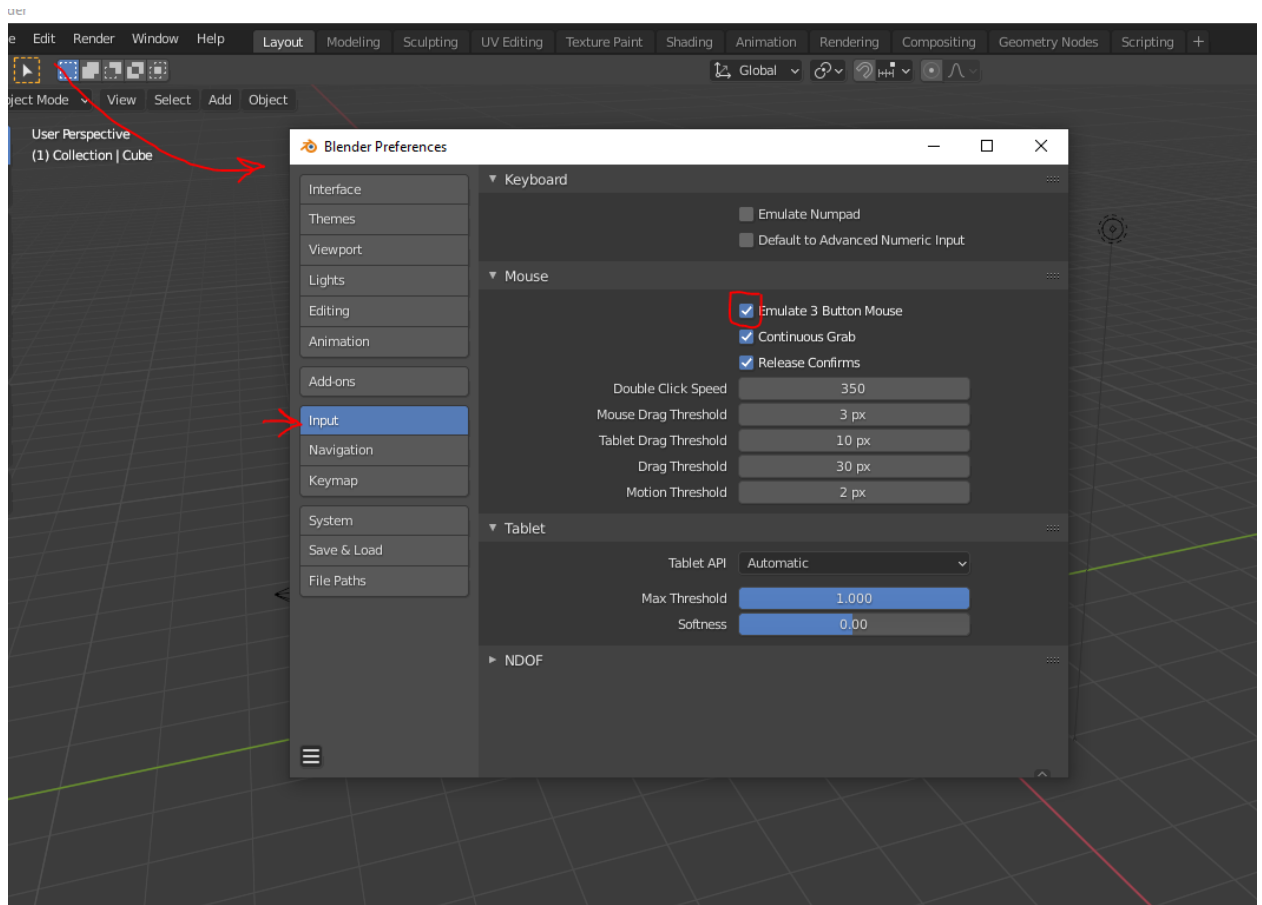 der
e Edit Render Window Help Layout Modeling Sculpting UV Editing Texture Paint Shading Animation Rendering Compositing Geometry Nodes Scripting +
Global
ject Mode View Select Add Object
User Perspective
(1) Collection | Cube
Blender Preferences
Interface
Themes
Viewport
Lights
Editing
Animation
Add-ons
Input
Navigation
Keymap
System
Save & Load
File Paths
Keyboard
Emulate Numpad
Default to Advanced Numeric Input
Mouse
Emulate 3 Button Mouse
Continuous Grab
Release Confirms
Double Click Speed 350
Mouse Drag Threshold 3 px
Tablet Drag Threshold 10 px
Drag Threshold 30 px
Motion Threshold 2 px
Tablet
Tablet API Automatic
Max Threshold 1.000
Softness 0.00
NDOF